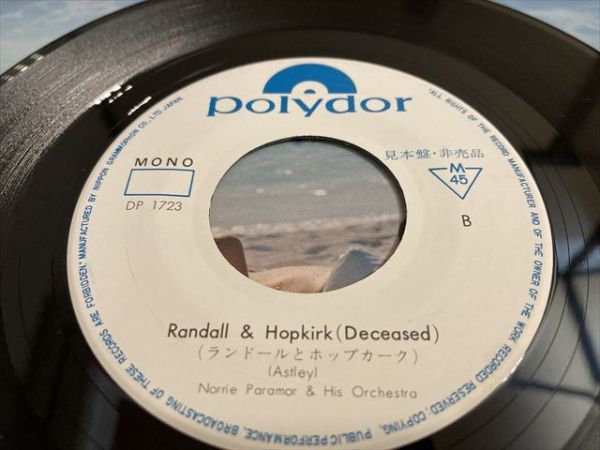 polydor
MONO
DP 1723
見本盤・非売品
M
45
B
Randall & Hopkirk (Deceased)
(ランドールとホップカーク)
(Astley)
Norrie Paramor & His Orchestra
"ALL RIGHTS OF THE RECORD MANUFACTURER AND OF THE OWNER OF THE WORK RECORDED RESERVED. COPYING, PUBLIC PERFORMANCE, BROADCASTING OF THESE RECORDS ARE FORBIDDEN." MANUFACTURED BY NIPPON GRAMMOPHON CO., LTD. JAPAN.